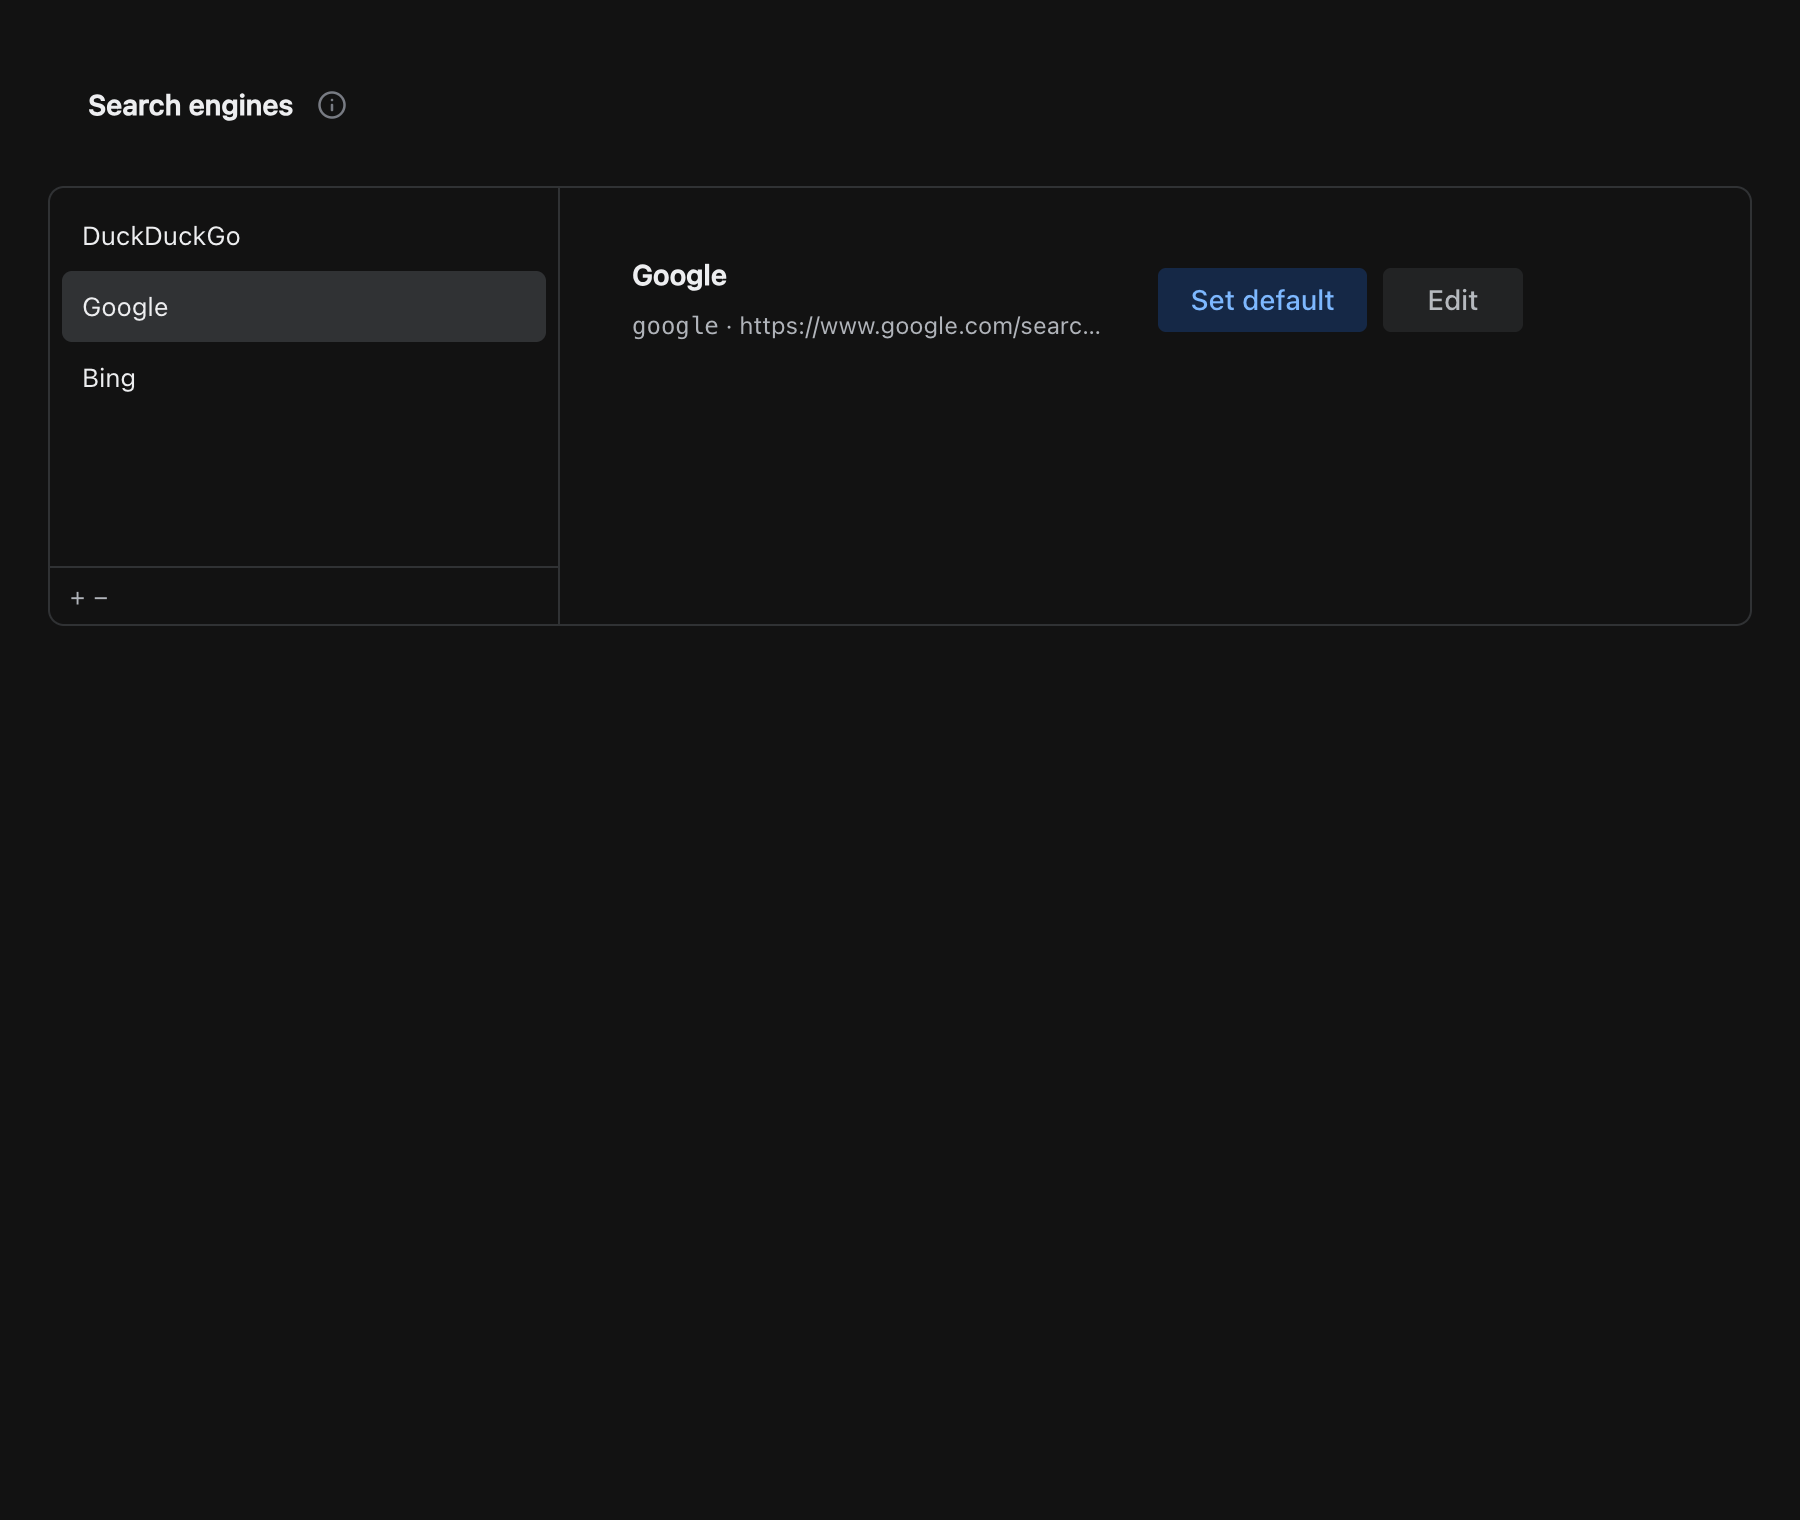 Search engines
DuckDuckGo
Google
Bing
+ −
Google
google · https://www.google.com/searc...
Set default
Edit